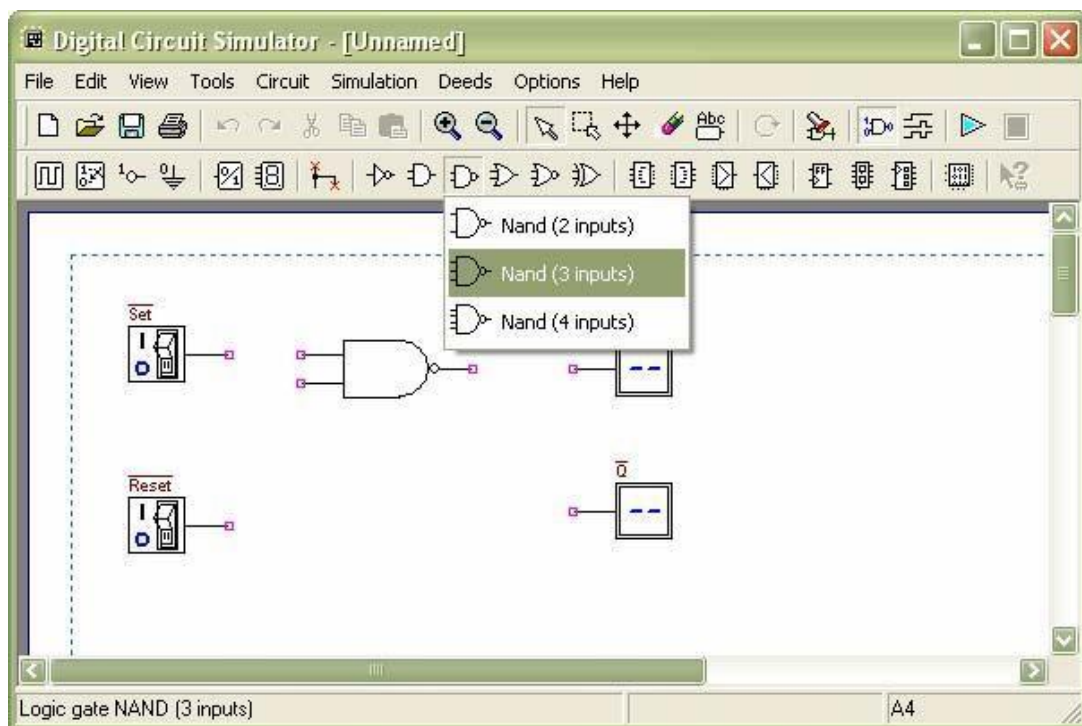 Digital Circuit Simulator - [Unnamed]
File Edit View Tools Circuit Simulation Deeds Options Help
Abc
Nand (2 inputs)
Nand (3 inputs)
Nand (4 inputs)
Set
Reset
Q
Logic gate NAND (3 inputs) A4